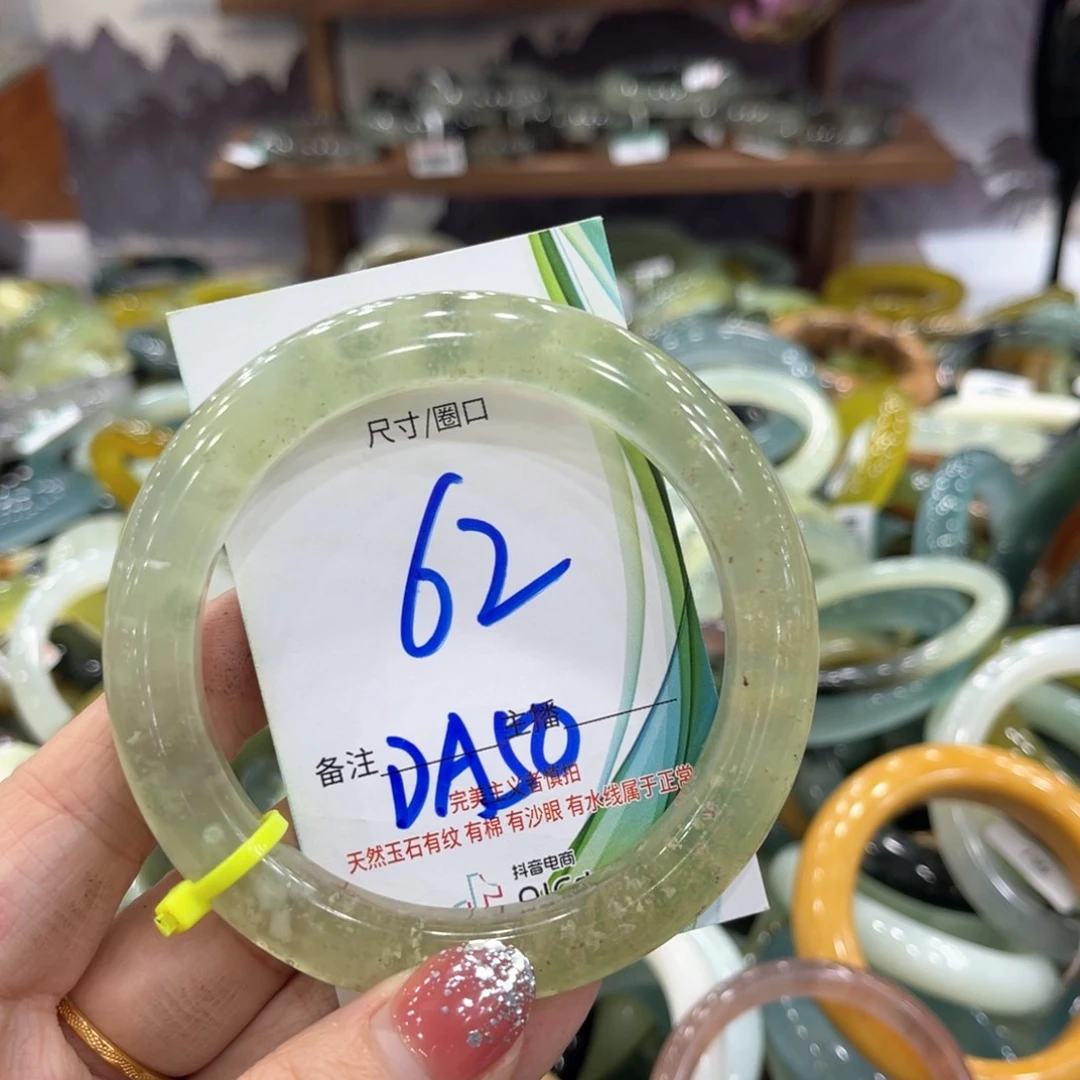 尺寸/圈口
62
主播
备注 DA50
完美主义者慎拍
天然玉石有纹 有棉 有沙眼 有水线属于正常
抖音电商